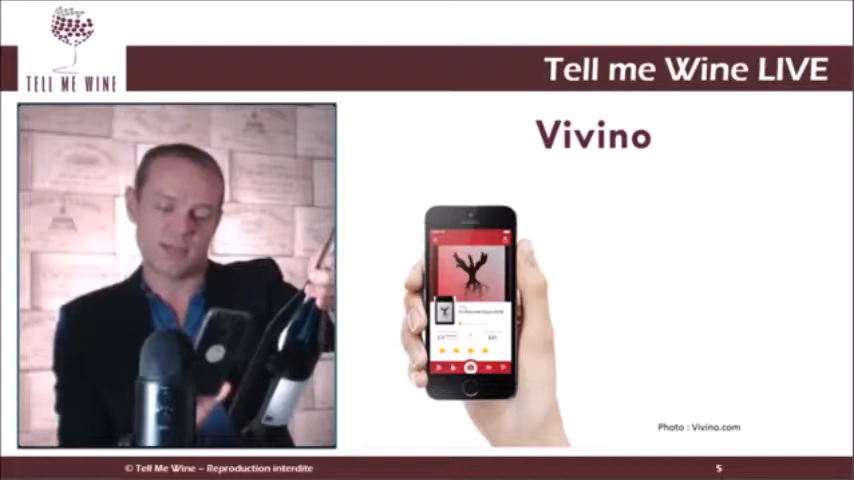 TELL ME WINE
Tell me Wine LIVE
Vivino
Photo : Vivino.com
© Tell Me Wine – Reproduction interdite
5